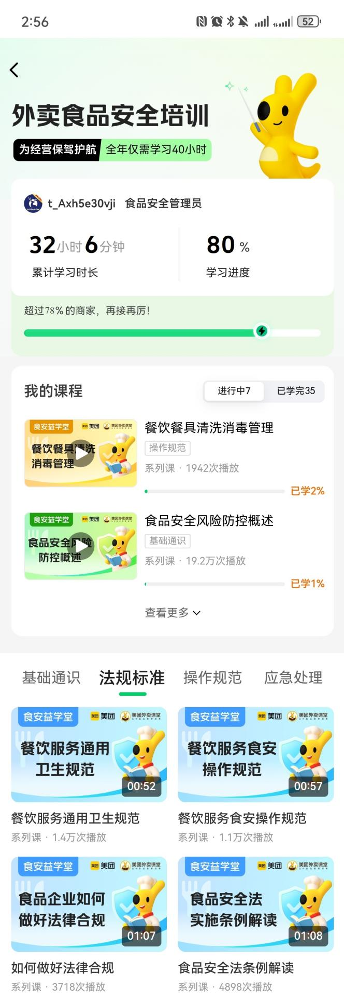 2:56
52
外卖食品安全培训
为经营保驾护航 全年仅需学习40小时
t_Axh5e30vji 食品安全管理员
32小时6分钟
80 %
累计学习时长
学习进度
超过78%的商家，再接再厉！
我的课程
进行中7 已学完35
食安益学堂 美团 美团外卖课堂
餐饮餐具清洗
消毒管理
餐饮餐具清洗消毒管理
操作规范
系列课 · 1942次播放
已学2%
食安益学堂 美团 美团外卖课堂
食品安全风险
防控概述
食品安全风险防控概述
基础通识
系列课 · 19.2万次播放
已学1%
查看更多
基础通识 法规标准 操作规范 应急处理
食安益学堂 美团 美团外卖课堂
餐饮服务通用
卫生规范
00:52
餐饮服务通用卫生规范
系列课 · 1.4万次播放
食安益学堂 美团 美团外卖课堂
餐饮服务食安
操作规范
00:57
餐饮服务食安操作规范
系列课 · 1.1万次播放
食安益学堂 美团 美团外卖课堂
食品企业如何
做好法律合规
01:07
如何做好法律合规
系列课 · 3718次播放
食安益学堂 美团 美团外卖课堂
食品安全法
实施条例解读
01:08
食品安全法条例解读
系列课 · 4898次播放